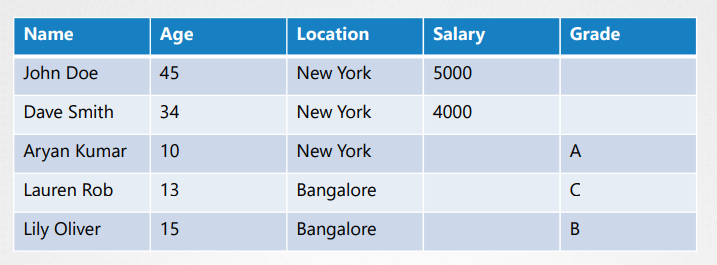 Name Age Location Salary Grade
John Doe 45 New York 5000
Dave Smith 34 New York 4000
Aryan Kumar 10 New York A
Lauren Rob 13 Bangalore C
Lily Oliver 15 Bangalore B